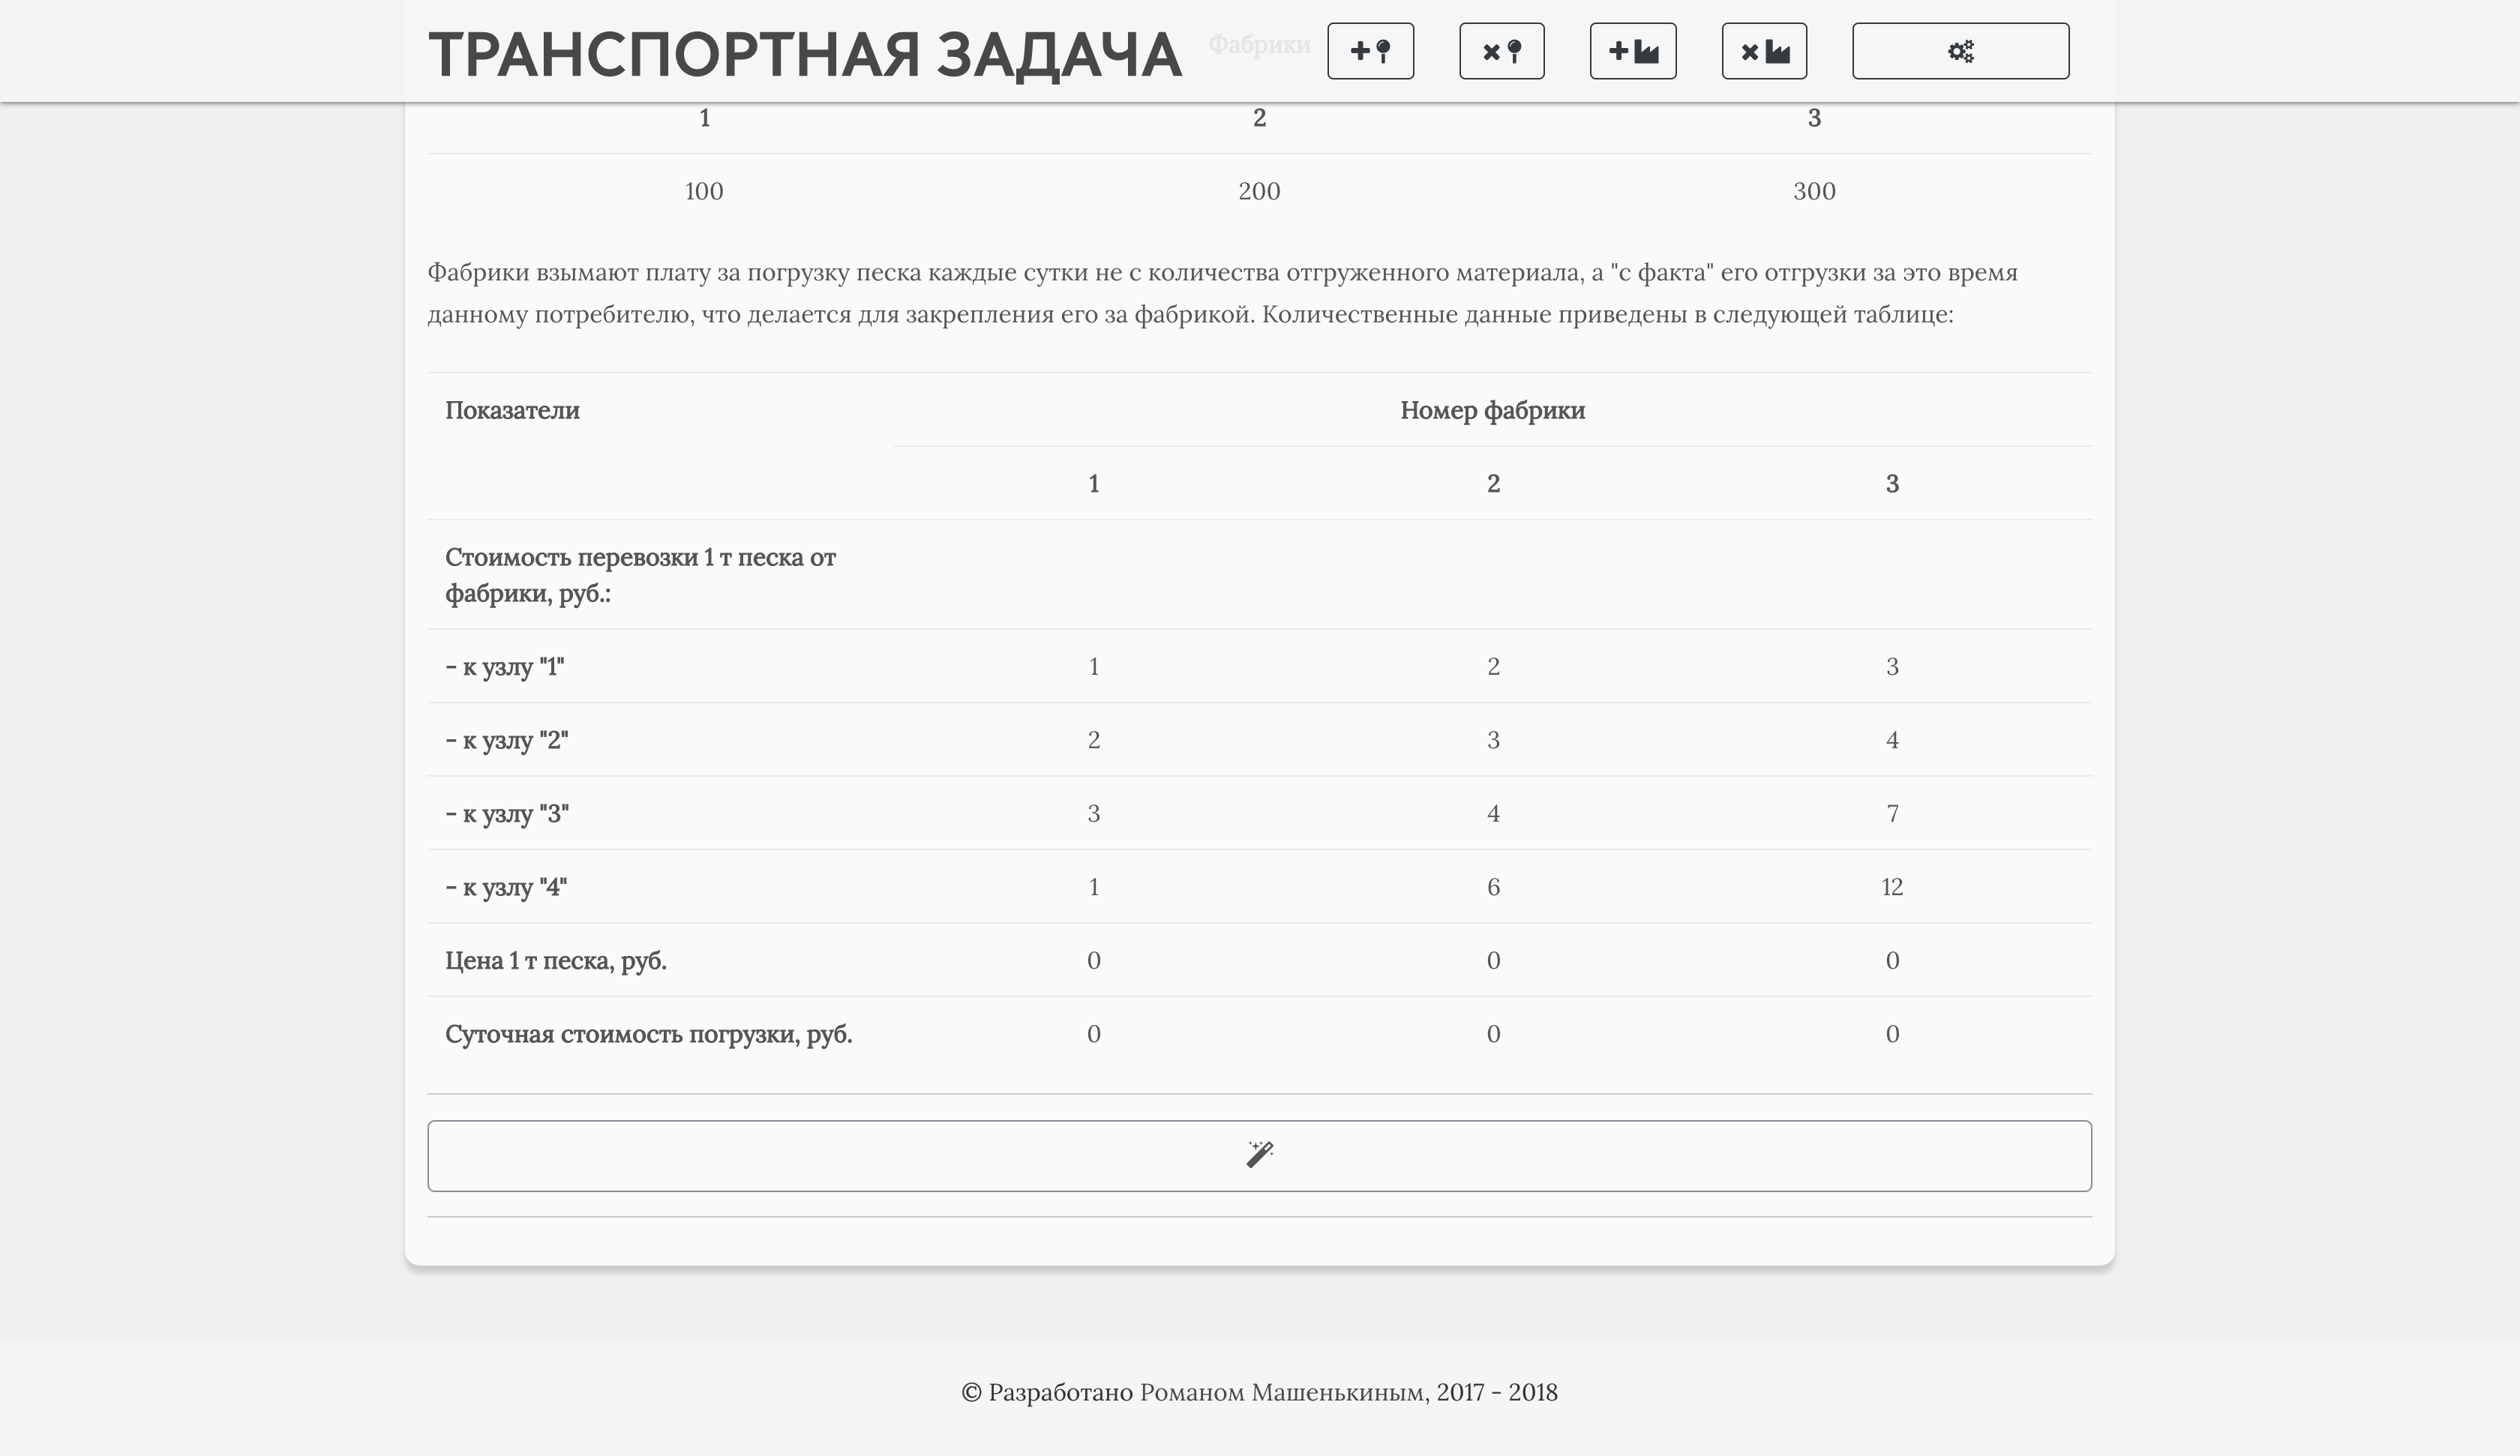 ТРАНСПОРТНАЯ ЗАДАЧА
Фабрики
1 2 3
100 200 300
Фабрики взымают плату за погрузку песка каждые сутки не с количества отгруженного материала, а "с факта" его отгрузки за это время
данному потребителю, что делается для закрепления его за фабрикой. Количественные данные приведены в следующей таблице:
Показатели Номер фабрики
1 2 3
Стоимость перевозки 1 т песка от
фабрики, руб.:
- к узлу "1" 1 2 3
- к узлу "2" 2 3 4
- к узлу "3" 3 4 7
- к узлу "4" 1 6 12
Цена 1 т песка, руб. 0 0 0
Суточная стоимость погрузки, руб. 0 0 0
© Разработано Романом Машенькиным, 2017 - 2018